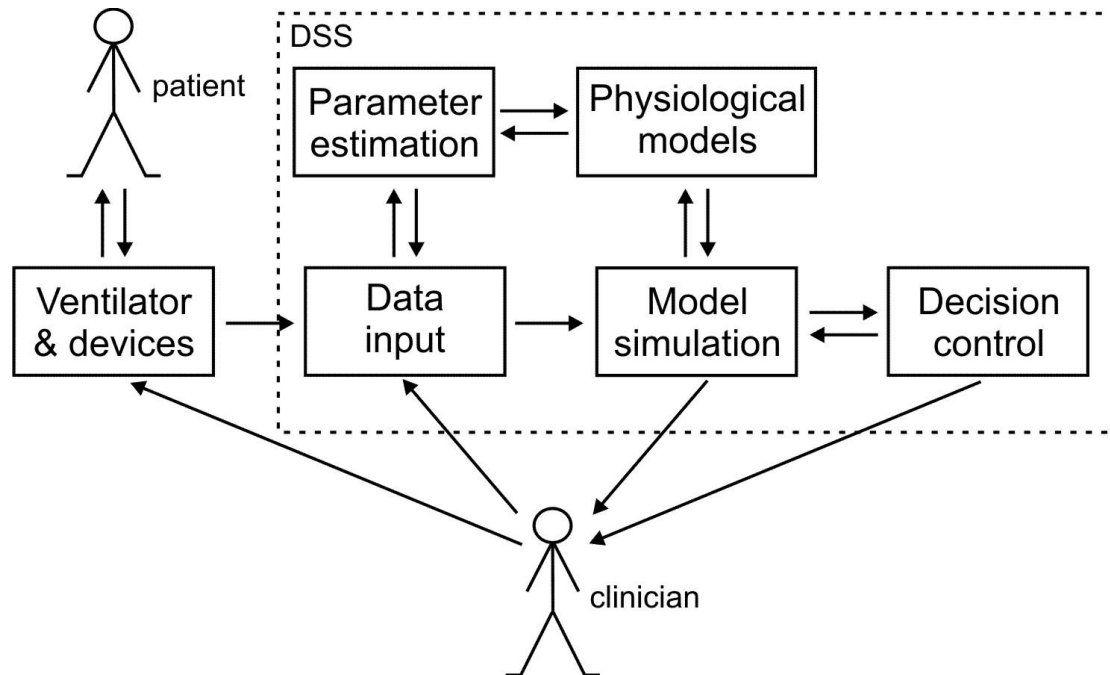 DSS
patient
Parameter
estimation
Physiological
models
Ventilator
& devices
Data
input
Model
simulation
Decision
control
clinician